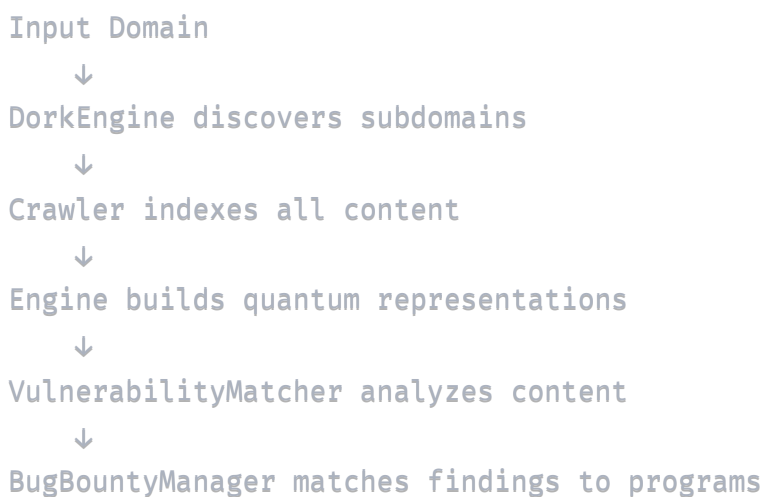 Input Domain
↓
DorkEngine discovers subdomains
↓
Crawler indexes all content
↓
Engine builds quantum representations
↓
VulnerabilityMatcher analyzes content
↓
BugBountyManager matches findings to programs